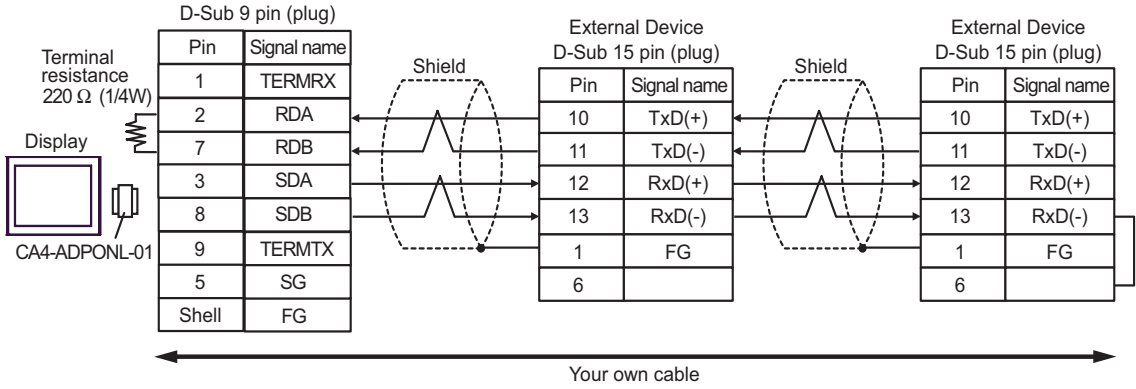 D-Sub 9 pin (plug)
Terminal
resistance
220 Ω (1/4W)
Display
CA4-ADPONL-01
Pin Signal name
1 TERMRX
2 RDA
7 RDB
3 SDA
8 SDB
9 TERMTX
5 SG
Shell FG
Shield
External Device
D-Sub 15 pin (plug)
Pin Signal name
10 TxD(+)
11 TxD(-)
12 RxD(+)
13 RxD(-)
1 FG
6
Shield
External Device
D-Sub 15 pin (plug)
Pin Signal name
10 TxD(+)
11 TxD(-)
12 RxD(+)
13 RxD(-)
1 FG
6
Your own cable